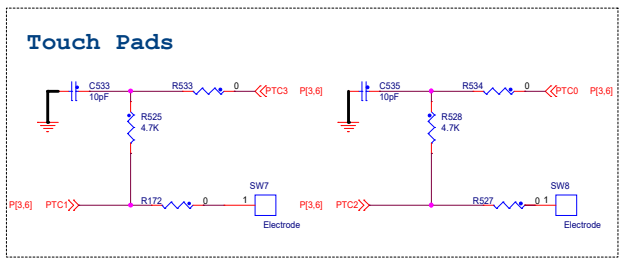 Touch Pads
C533 R533 0 PTC3 P[3,6] C535 R534 0 PTC0 P[3,6]
10pF 10pF
R525 R528
4.7K 4.7K
SW7 SW8
P[3,6] PTC1 R172 0 1 P[3,6] PTC2 R527 0 1
Electrode Electrode